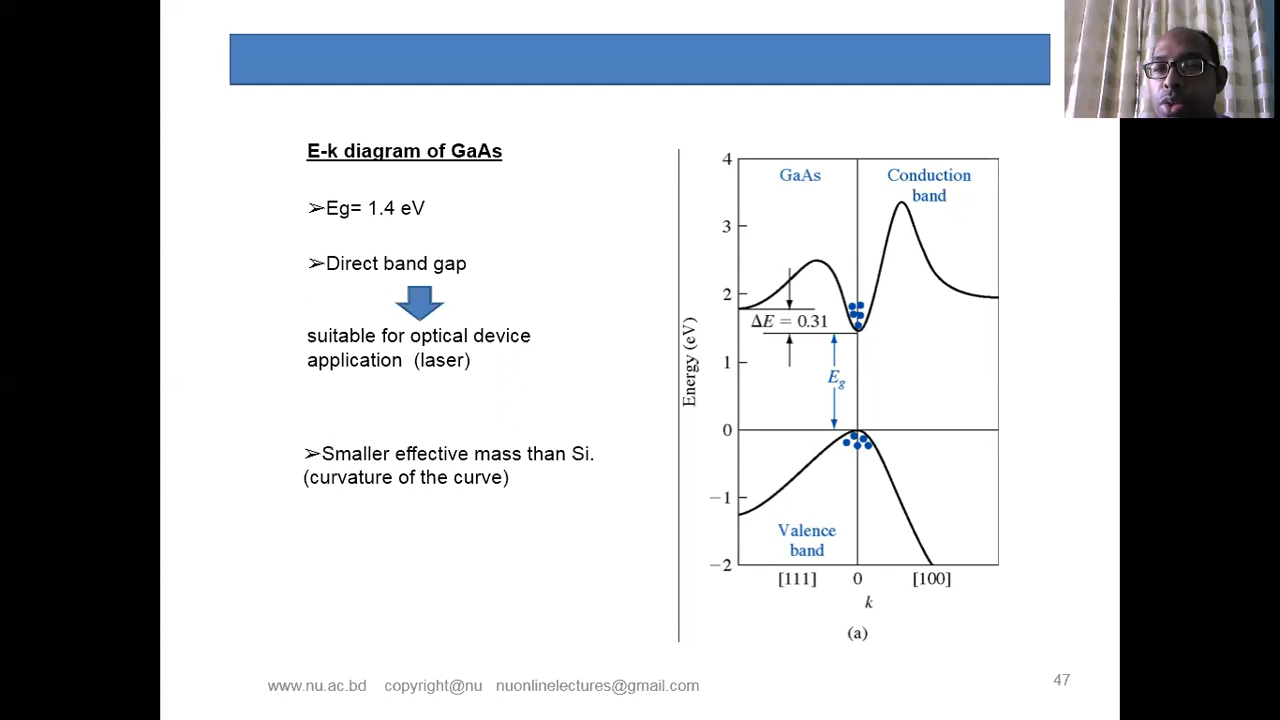 E-k diagram of GaAs
➢Eg= 1.4 eV
➢Direct band gap
suitable for optical device
application (laser)
➢Smaller effective mass than Si.
(curvature of the curve)
4
3
2
1
0
−1
−2
Energy (eV)
GaAs
Conduction
band
ΔE = 0.31
Eg
Valence
band
[111] 0 [100]
k
(a)
www.nu.ac.bd copyright@nu nuonlinelectures@gmail.com
47